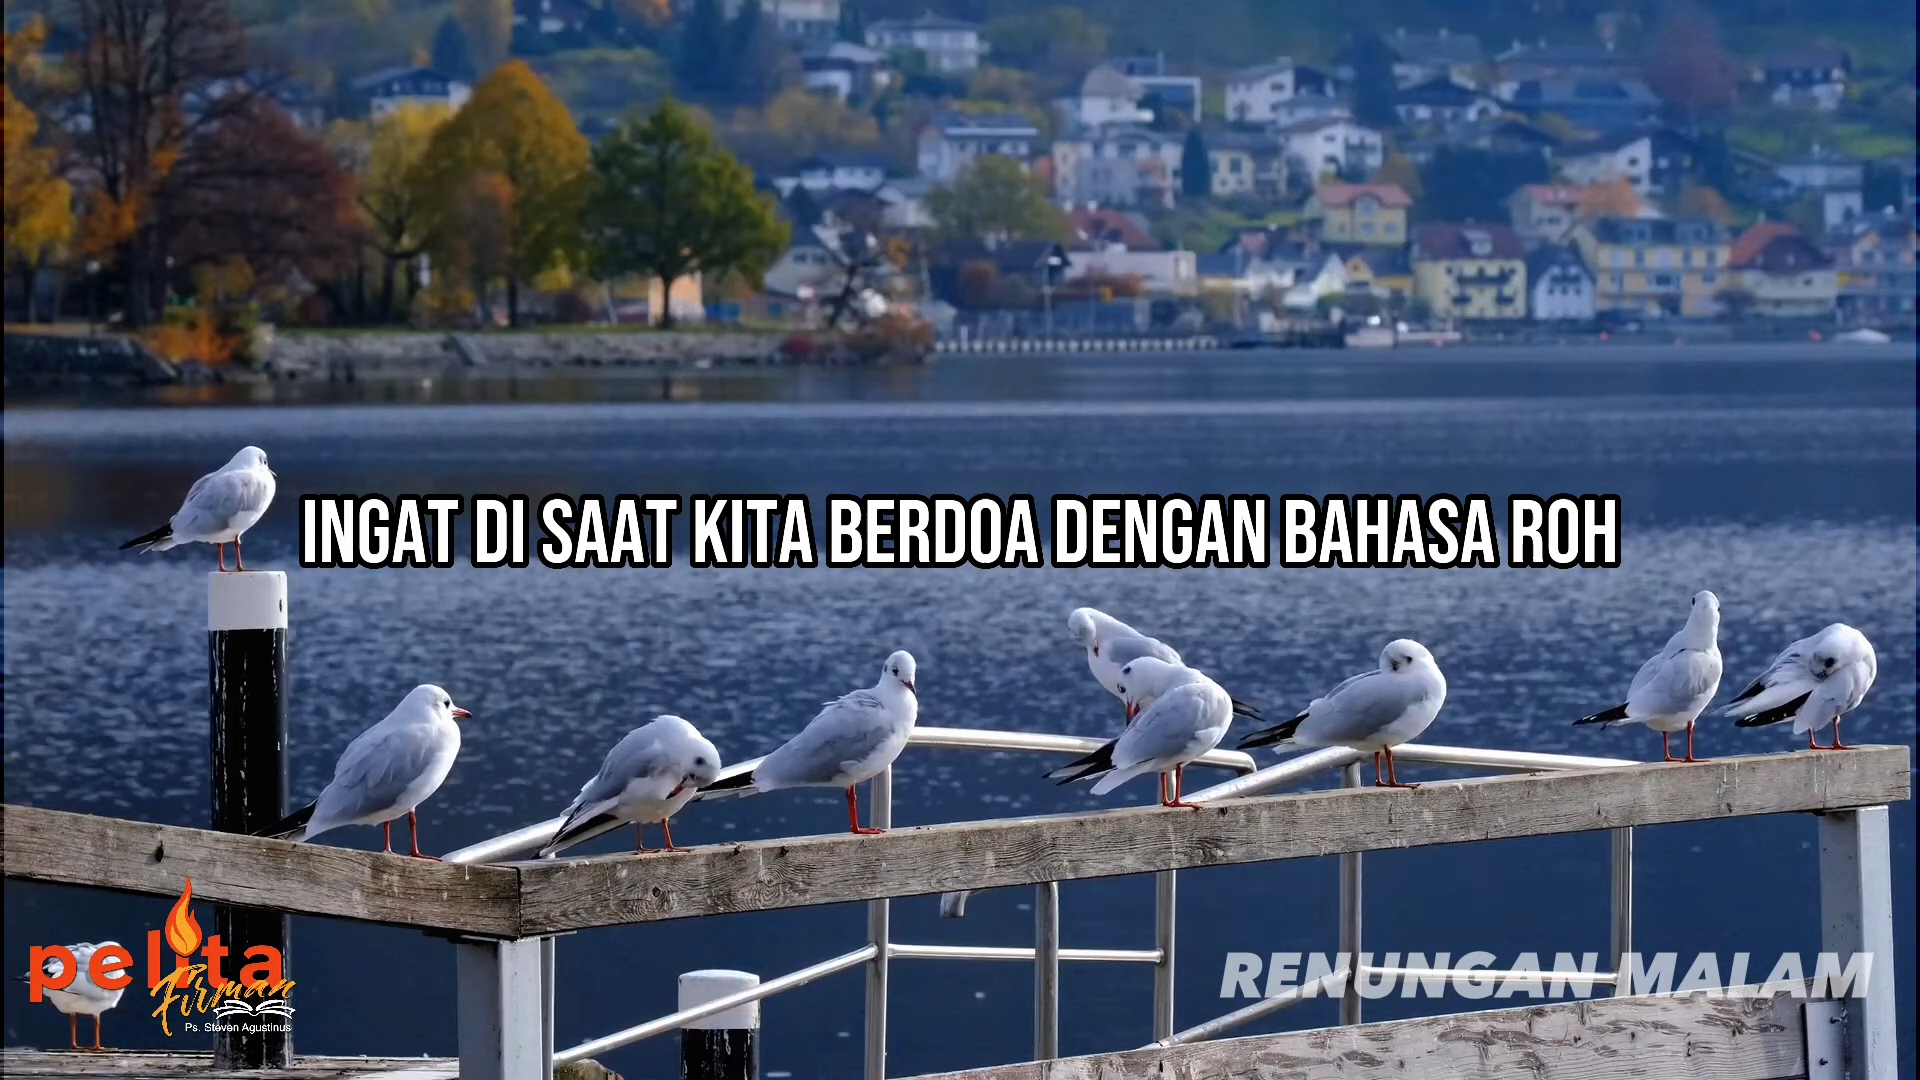 INGAT DI SAAT KITA BERDOA DENGAN BAHASA ROH
pelita
Firman
Ps. Steven Agustinus
RENUNGAN MALAM